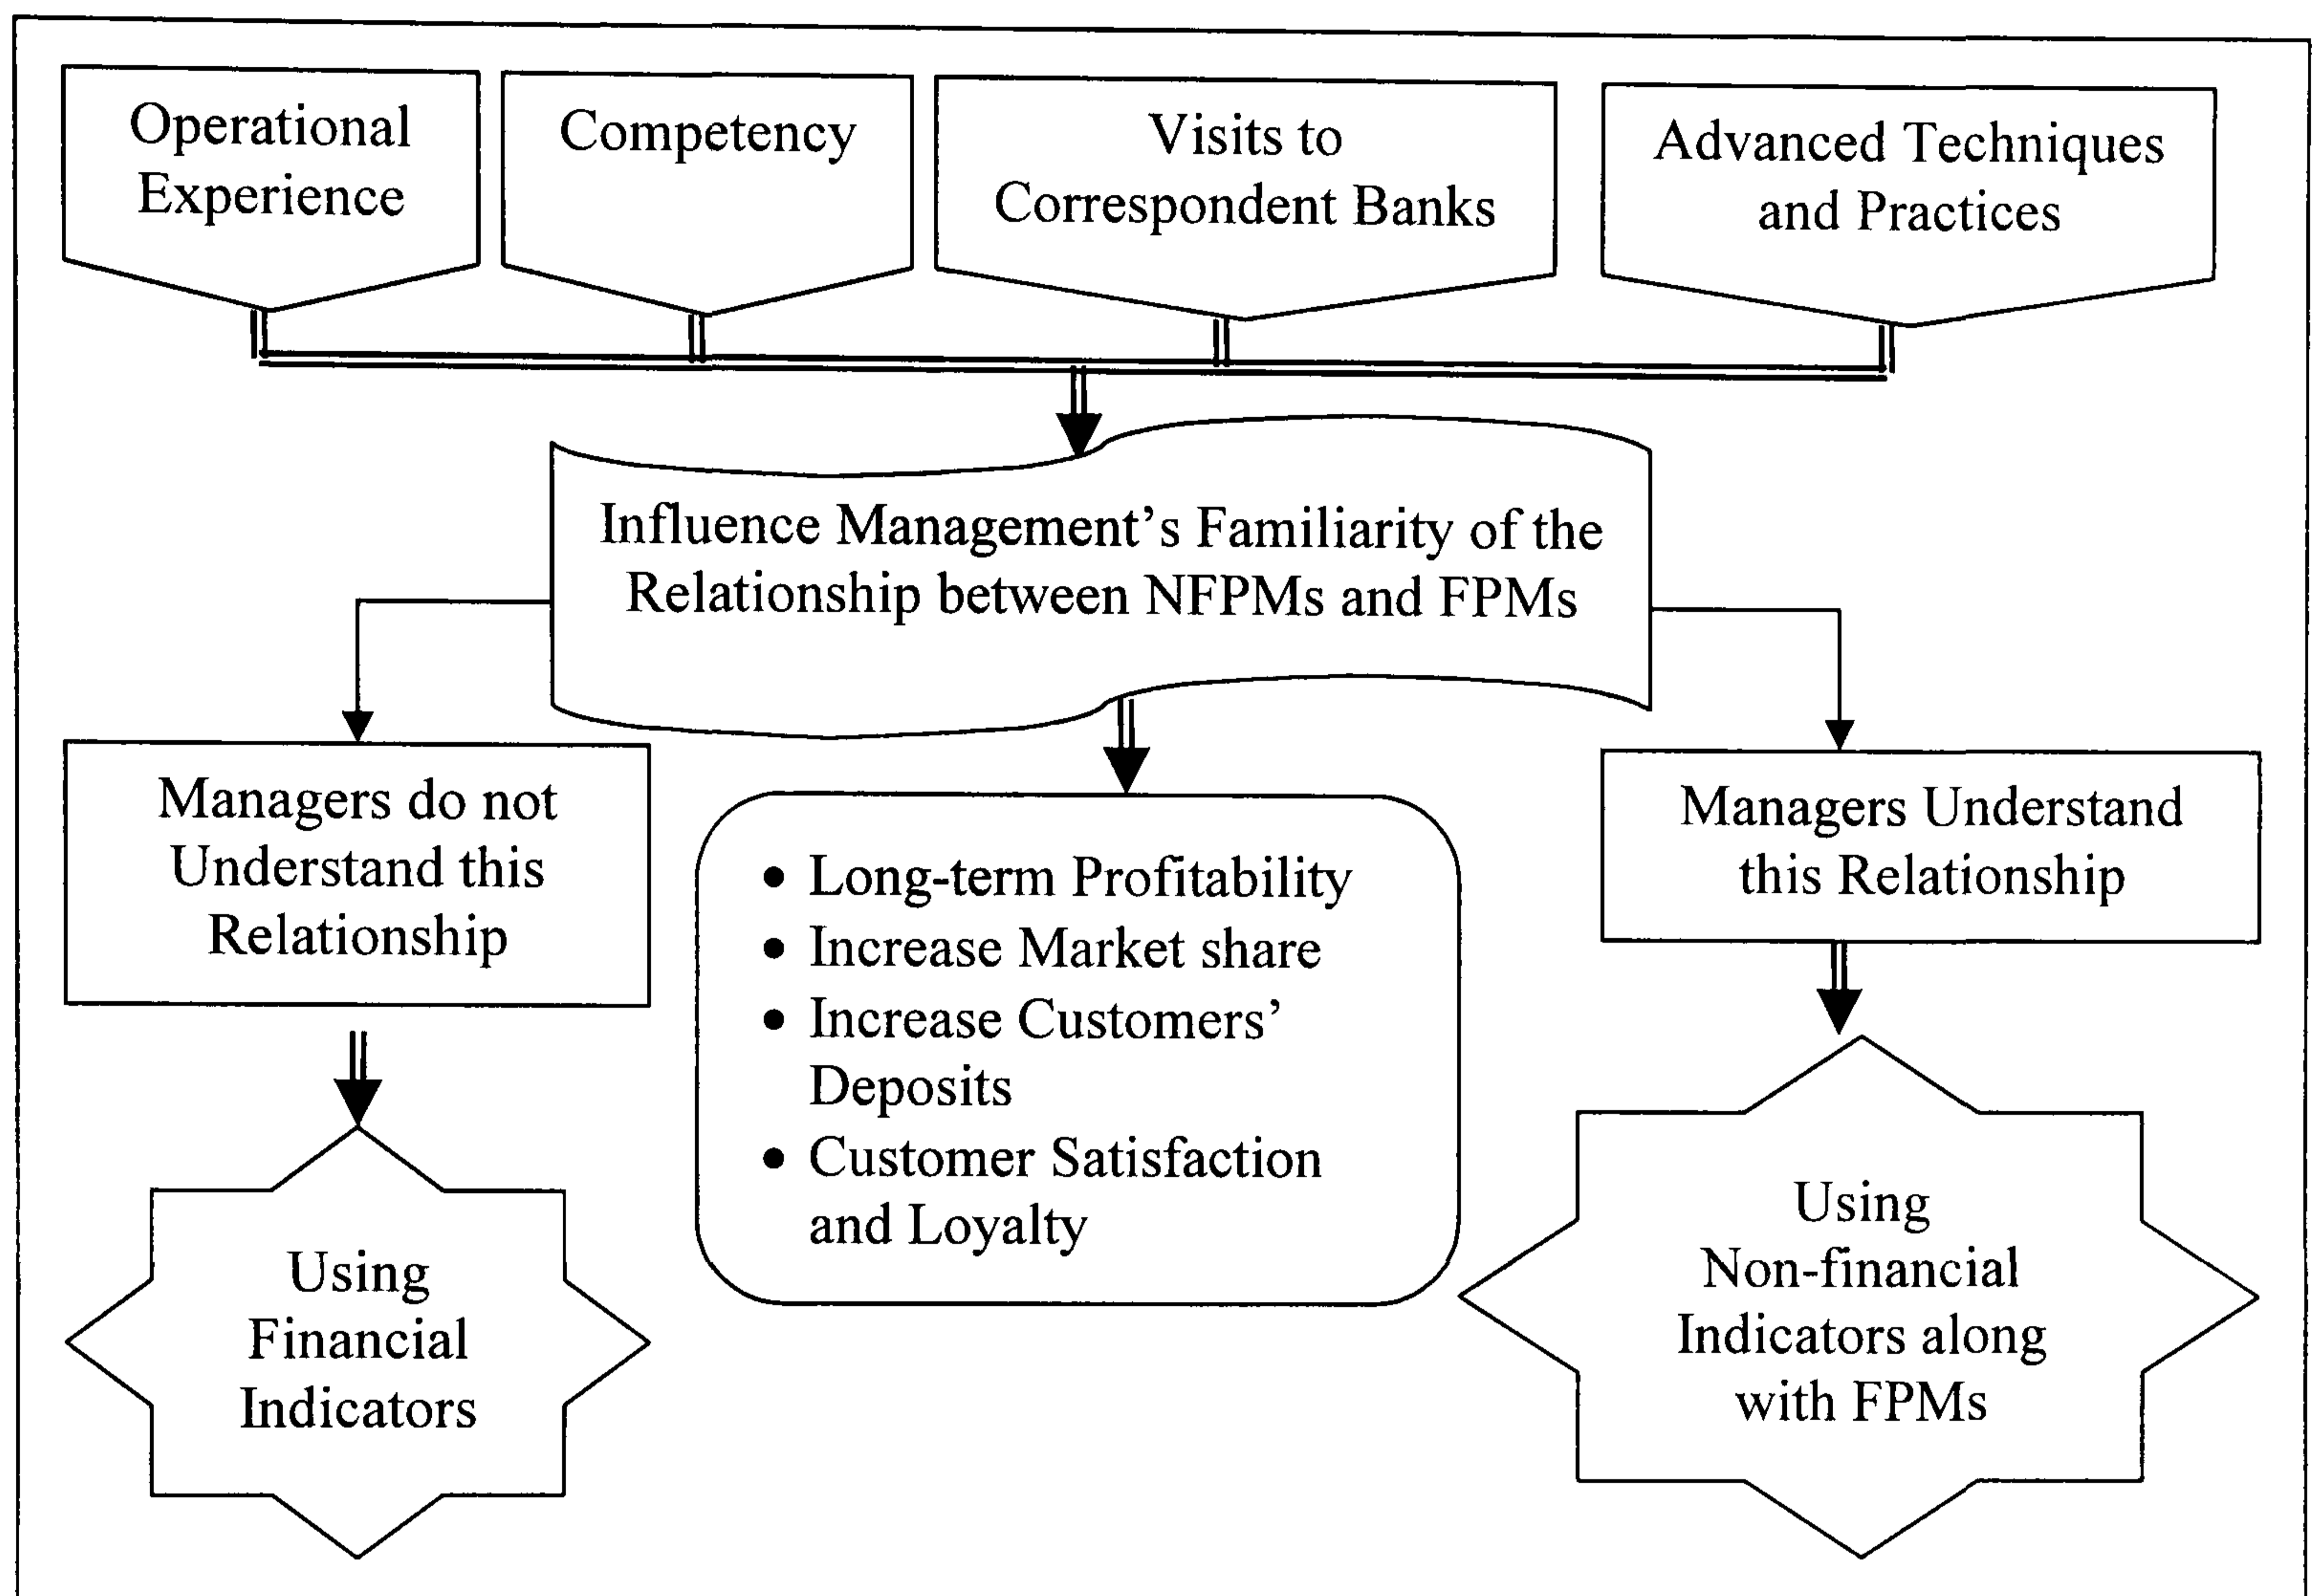 Operational
Experience
Competency
Visits to
Correspondent Banks
Advanced Techniques
and Practices
Influence Management’s Familiarity of the
Relationship between NFPMs and FPMs
Managers do not
Understand this
Relationship
• Long-term Profitability
• Increase Market share
• Increase Customers’
Deposits
• Customer Satisfaction
and Loyalty
Managers Understand
this Relationship
Using
Financial
Indicators
Using
Non-financial
Indicators along
with FPMs